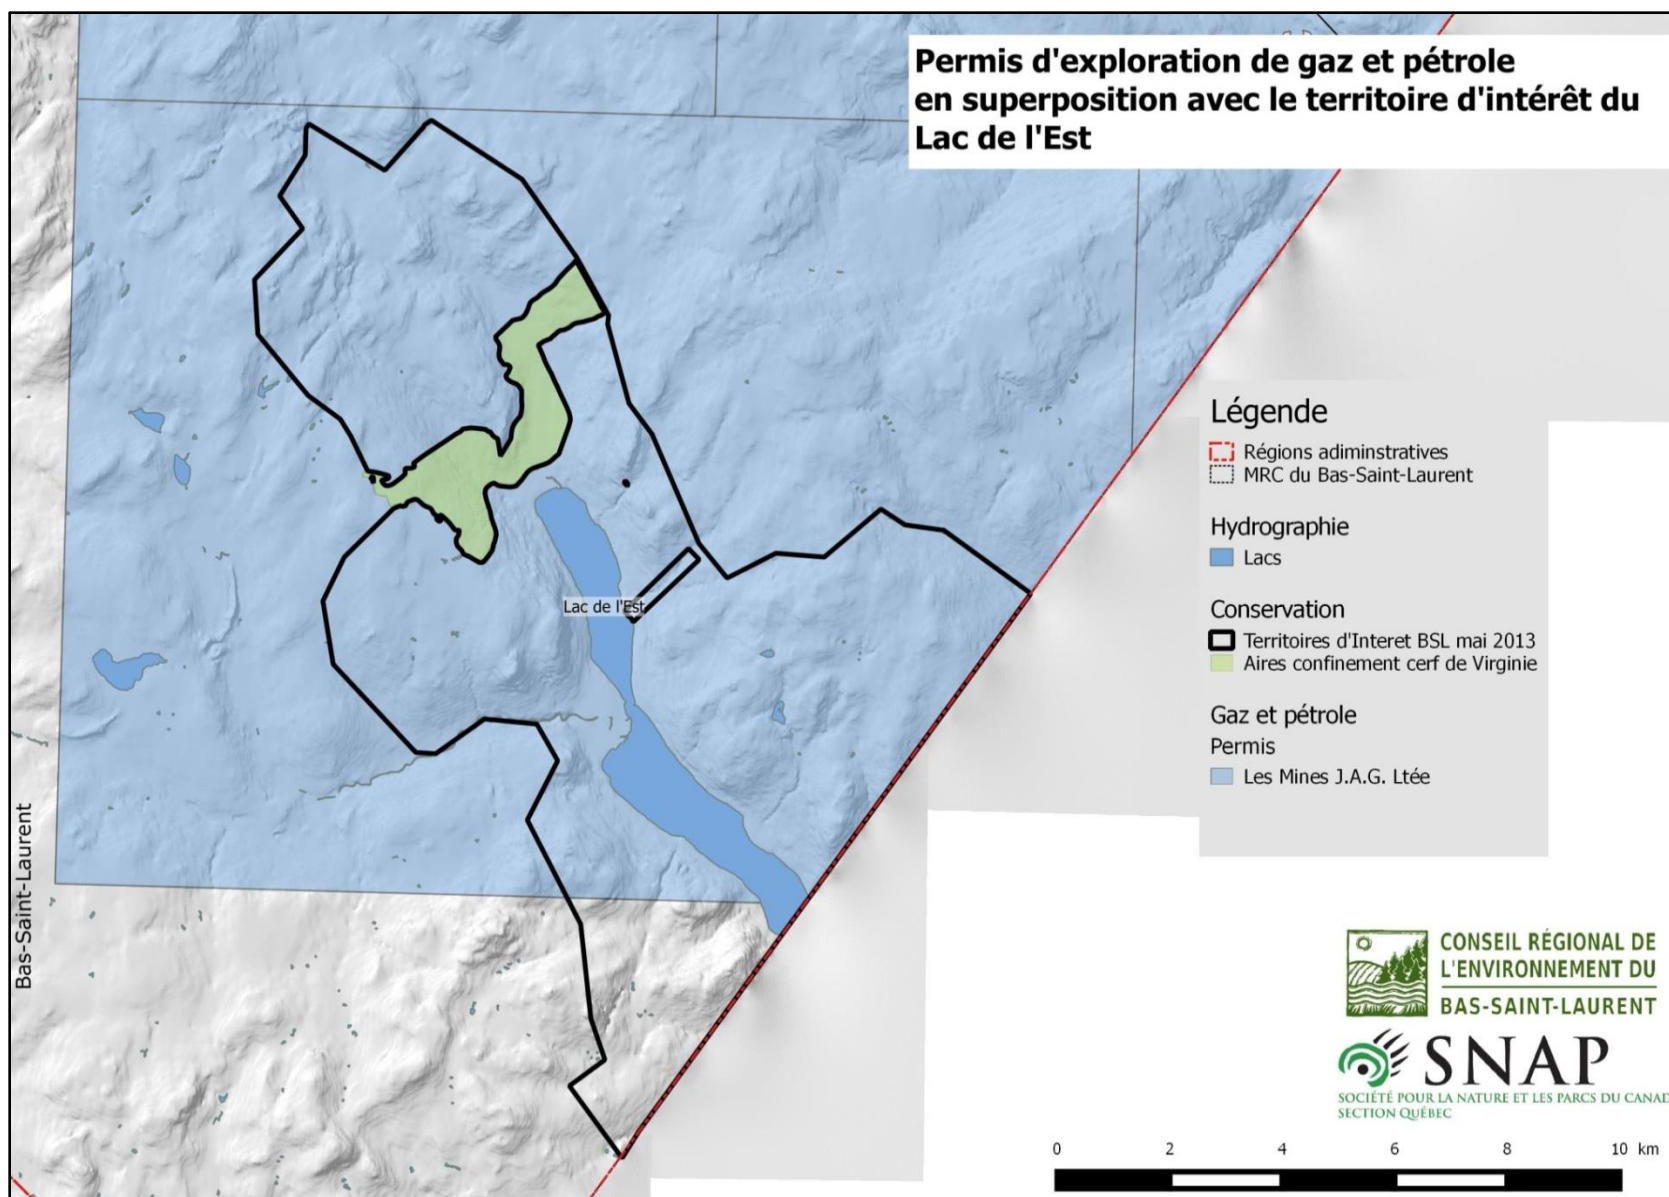 Permis d'exploration de gaz et pétrole
en superposition avec le territoire d'intérêt du
Lac de l'Est
Légende
Régions adiminstratives
MRC du Bas-Saint-Laurent
Hydrographie
Lacs
Conservation
Territoires d'Interet BSL mai 2013
Aires confinement cerf de Virginie
Gaz et pétrole
Permis
Les Mines J.A.G. Ltée
Lac de l'Est
Bas-Saint-Laurent
CONSEIL RÉGIONAL DE
L'ENVIRONNEMENT DU
BAS-SAINT-LAURENT
SNAP
SOCIÉTÉ POUR LA NATURE ET LES PARCS DU CANAD
SECTION QUÉBEC
0 2 4 6 8 10 km